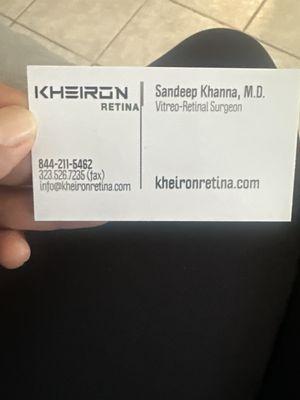 KHEIRON
RETINA
Sandeep Khanna, M.D.
Vitreo-Retinal Surgeon
844-211-5462
323.526.7235 (fax)
info@kheironretina.com
kheironretina.com